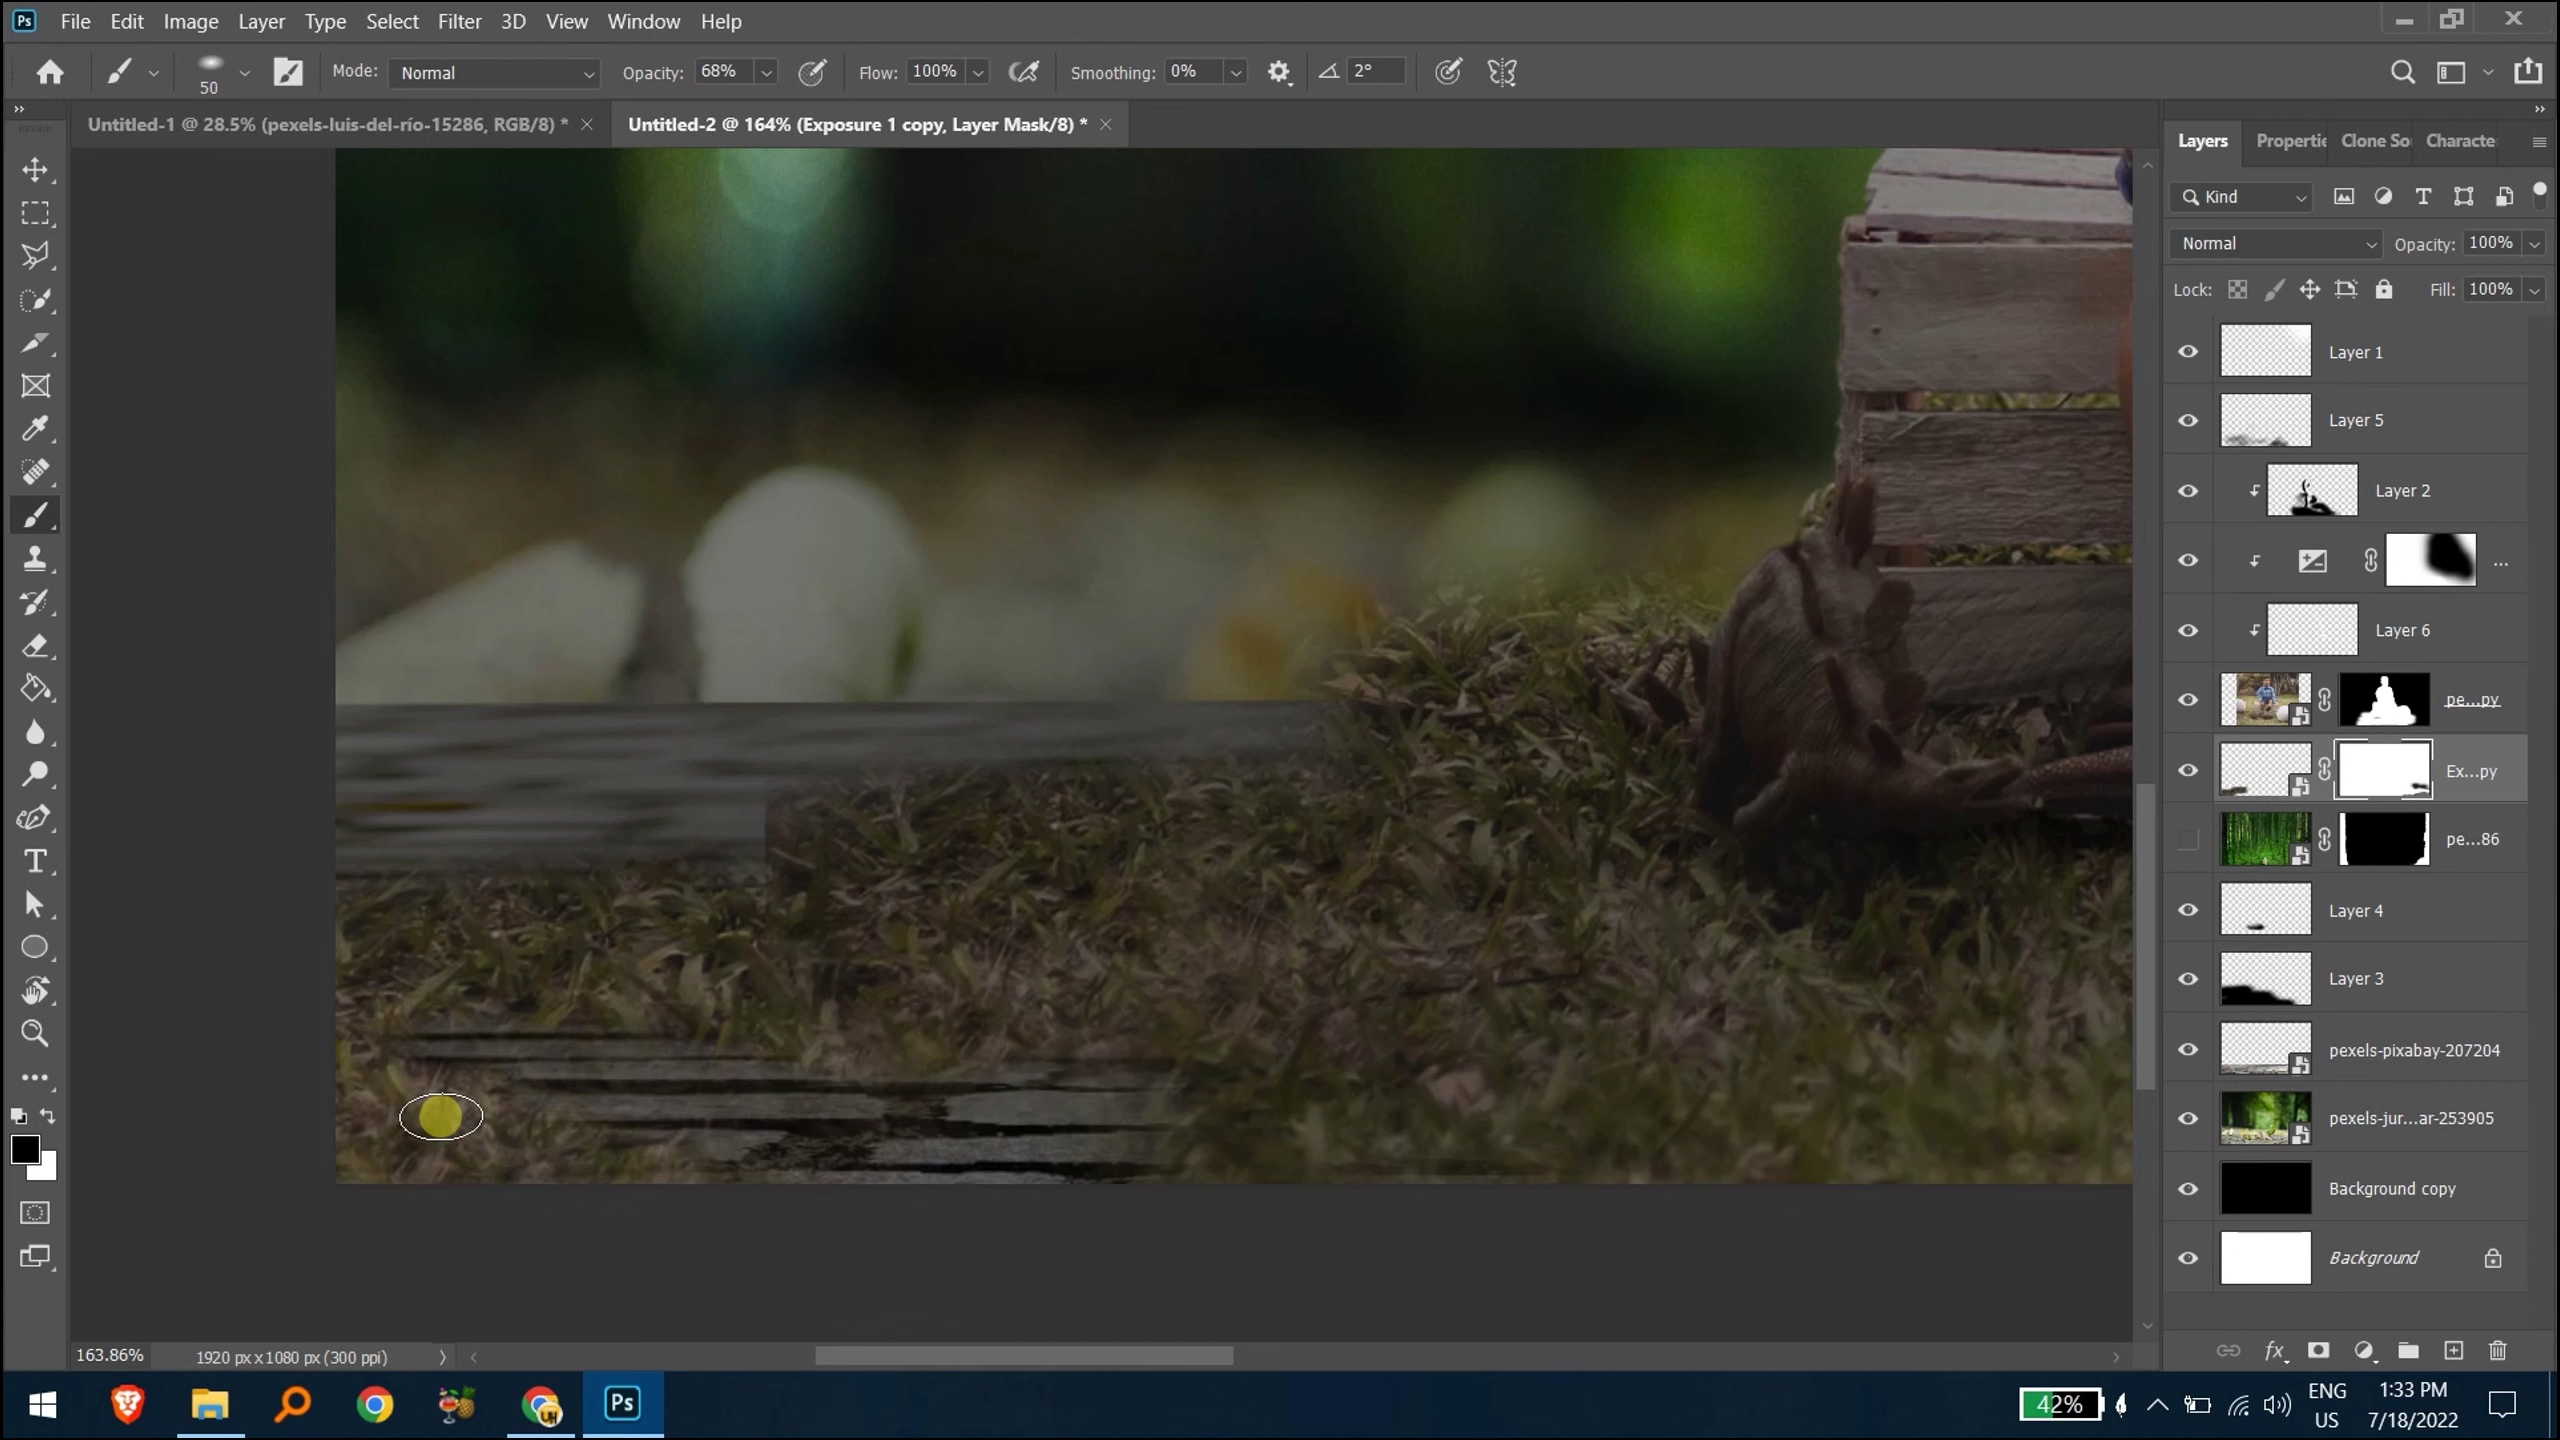 Ps File Edit Image Layer Type Select Filter 3D View Window Help
50 Mode: Normal Opacity: 68% Flow: 100% Smoothing: 0% 2°
Untitled-1 @ 28.5% (pexels-luis-del-río-15286, RGB/8) * Untitled-2 @ 164% (Exposure 1 copy, Layer Mask/8) *
Layers Properti Clone So Characte
Kind
Normal Opacity: 100%
Lock: Fill: 100%
Layer 1
Layer 5
Layer 2
...
Layer 6
pe...py
Ex...py
pe...86
Layer 4
Layer 3
pexels-pixabay-207204
pexels-jur...ar-253905
Background copy
Background
fx
163.86% 1920 px x 1080 px (300 ppi)
Ps 42% ENG US 1:33 PM 7/18/2022